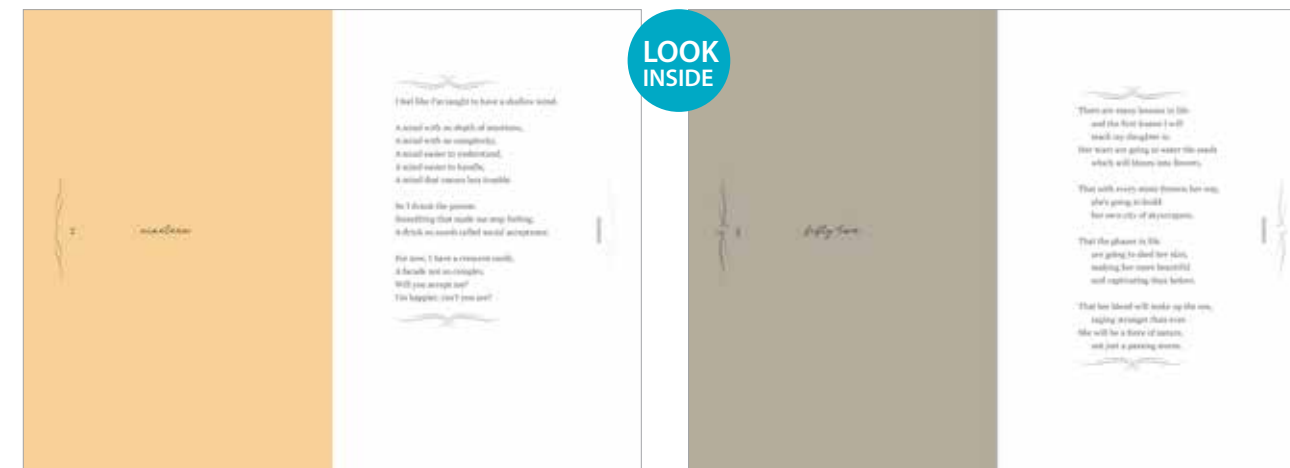 LOOK
INSIDE
nineteen
I feel like I'm taught to have a shallow mind.
A mind with no depth of emotions,
A mind with no complexity,
A mind easier to understand,
A mind easier to handle,
A mind that causes less trouble.
So I drank the poison.
Something that made me stop feeling,
A drink so sweet called social acceptance.
For now, I have a crescent smile,
A facade not so complex,
Will you accept me?
I'm happier, can't you see?
fifty two
There are many lessons in life
and the first lesson I will
teach my daughter is:
Her tears are going to water the seeds
which will bloom into flowers.
That with every stone thrown her way,
she's going to build
her own city of skyscrapers.
That the phases in life
are going to shed her skin,
making her more beautiful
and captivating than before.
That her blood will make up the sea,
raging stronger than ever.
She will be a force of nature,
not just a passing storm.